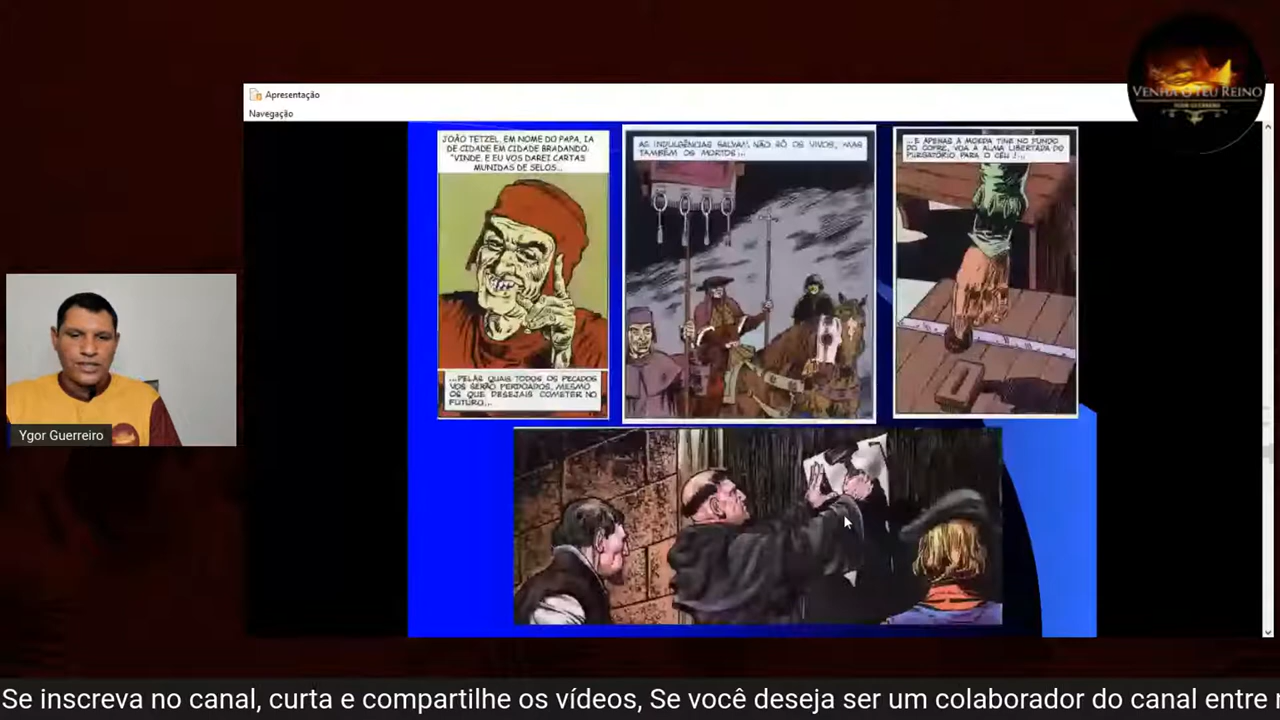 Apresentação
Navegação
VENHA O TEU REINO
YGOR GUERREIRO
JOÃO TETZEL, EM NOME DO PAPA, IA
DE CIDADE EM CIDADE BRADANDO:
"VINDE, E EU VOS DAREI CARTAS
MUNIDAS DE SELOS...
...PELAS QUAIS TODOS OS PECADOS
VOS SERÃO PERDOADOS, MESMO
OS QUE DESEJAIS COMETER NO
FUTURO...
AS INDULGÊNCIAS SALVAM NÃO SÓ OS VIVOS, MAS
TAMBÉM OS MORTOS...
...E APENAS A MOEDA TINE NO FUNDO
DO COFRE, VOA A ALMA LIBERTADA DO
PURGATÓRIO PARA O CÉU!...
Ygor Guerreiro
Se inscreva no canal, curta e compartilhe os vídeos, Se você deseja ser um colaborador do canal entre